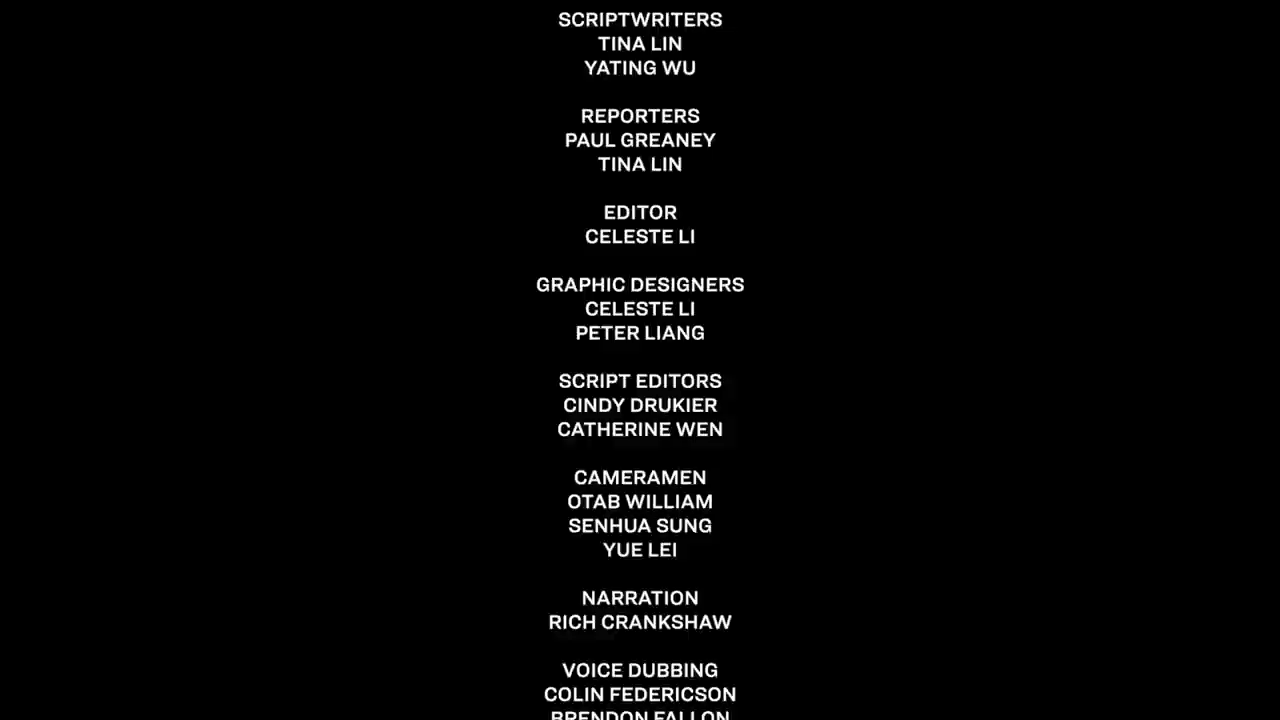 SCRIPTWRITERS
TINA LIN
YATING WU
REPORTERS
PAUL GREANEY
TINA LIN
EDITOR
CELESTE LI
GRAPHIC DESIGNERS
CELESTE LI
PETER LIANG
SCRIPT EDITORS
CINDY DRUKIER
CATHERINE WEN
CAMERAMEN
OTAB WILLIAM
SENHUA SUNG
YUE LEI
NARRATION
RICH CRANKSHAW
VOICE DUBBING
COLIN FEDERICSON
BRENDON FALLON